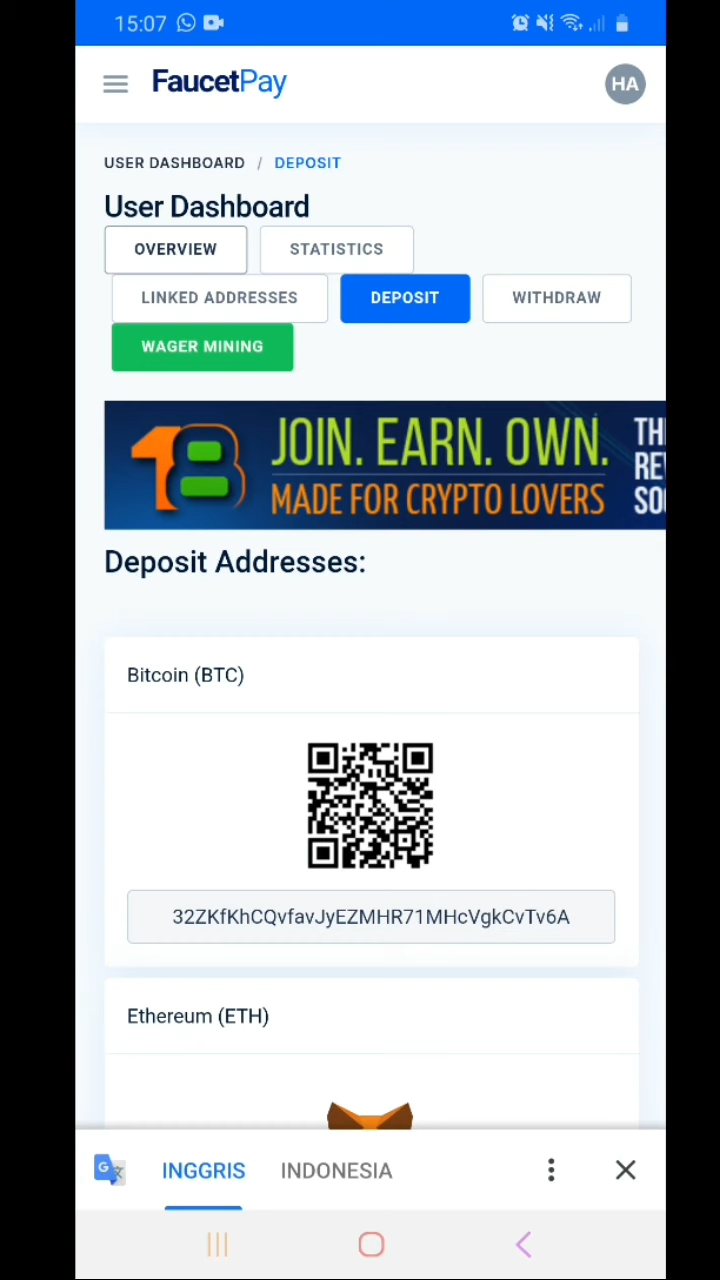 15:07
FaucetPay
HA
USER DASHBOARD / DEPOSIT
User Dashboard
OVERVIEW
STATISTICS
LINKED ADDRESSES
DEPOSIT
WITHDRAW
WAGER MINING
18
JOIN. EARN. OWN.
MADE FOR CRYPTO LOVERS
Deposit Addresses:
Bitcoin (BTC)
32ZKfKhCQvfavJyEZMHR71MHcVgkCvTv6A
Ethereum (ETH)
INGGRIS
INDONESIA